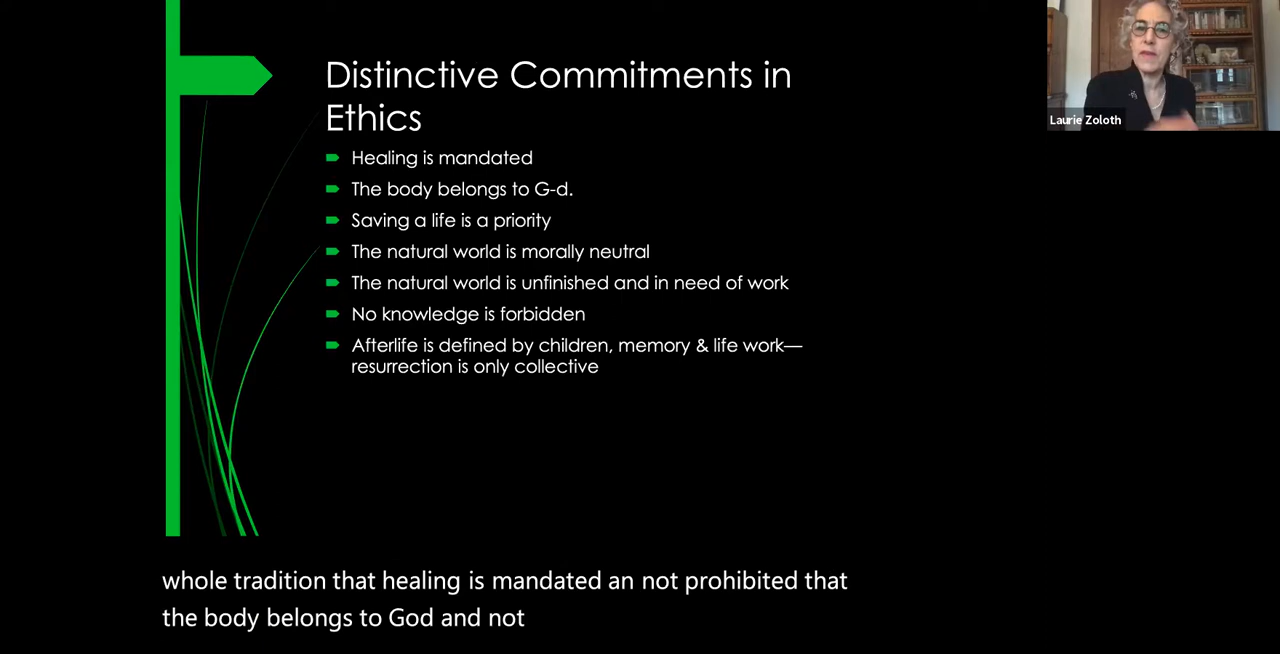 Distinctive Commitments in
Ethics
Healing is mandated
The body belongs to G-d.
Saving a life is a priority
The natural world is morally neutral
The natural world is unfinished and in need of work
No knowledge is forbidden
Afterlife is defined by children, memory & life work—
resurrection is only collective
Laurie Zoloth
whole tradition that healing is mandated an not prohibited that
the body belongs to God and not